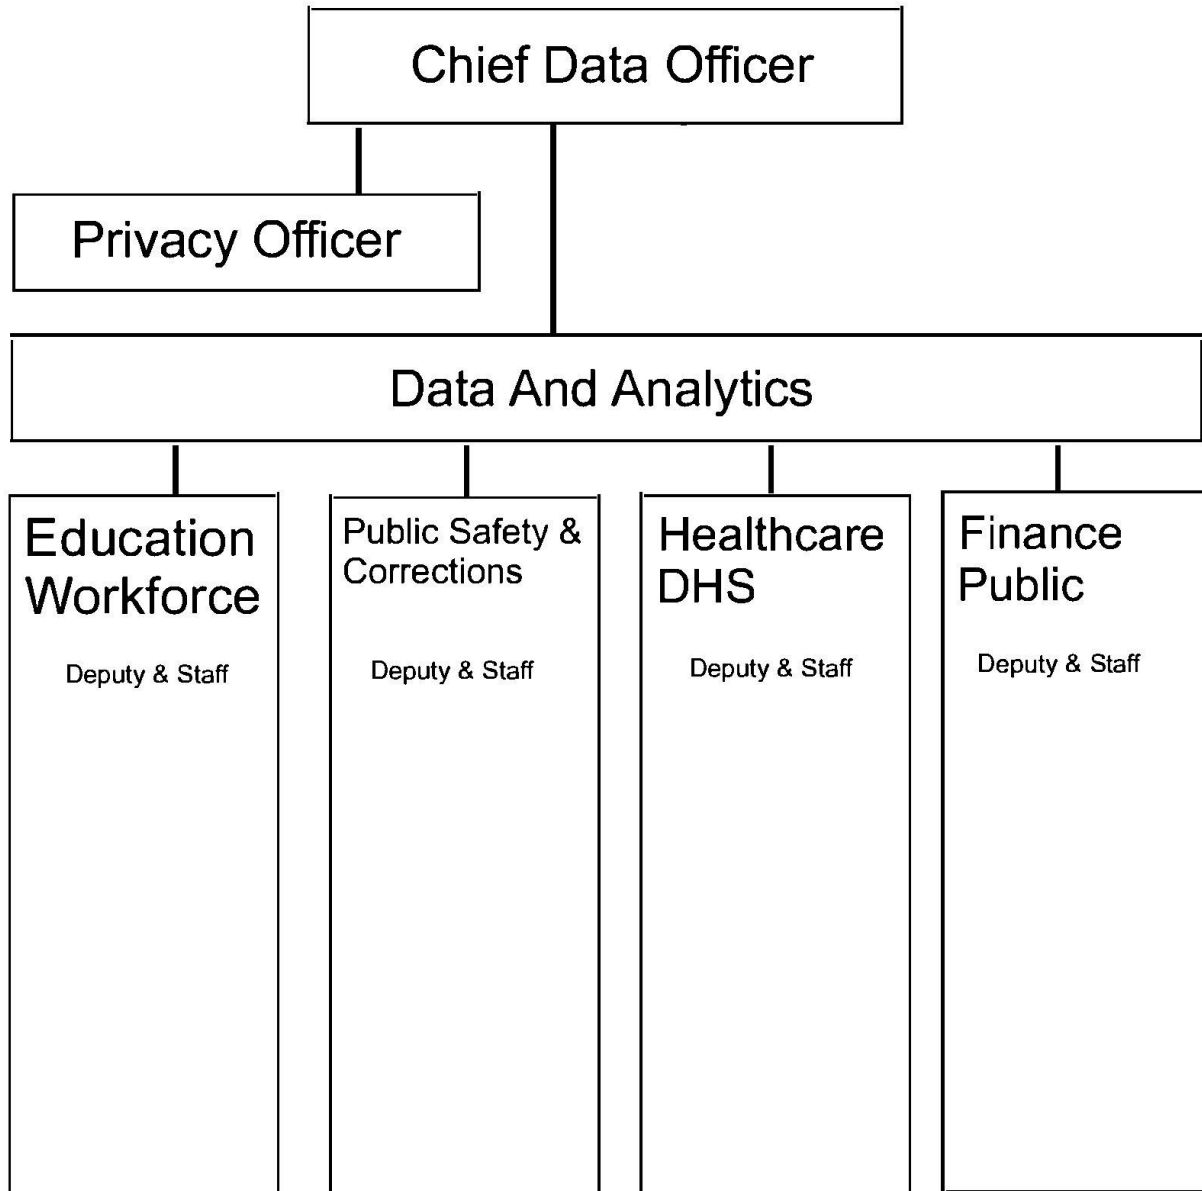 Chief Data Officer
Privacy Officer
Data And Analytics
Education
Workforce
Deputy & Staff
Public Safety &
Corrections
Deputy & Staff
Healthcare
DHS
Deputy & Staff
Finance
Public
Deputy & Staff